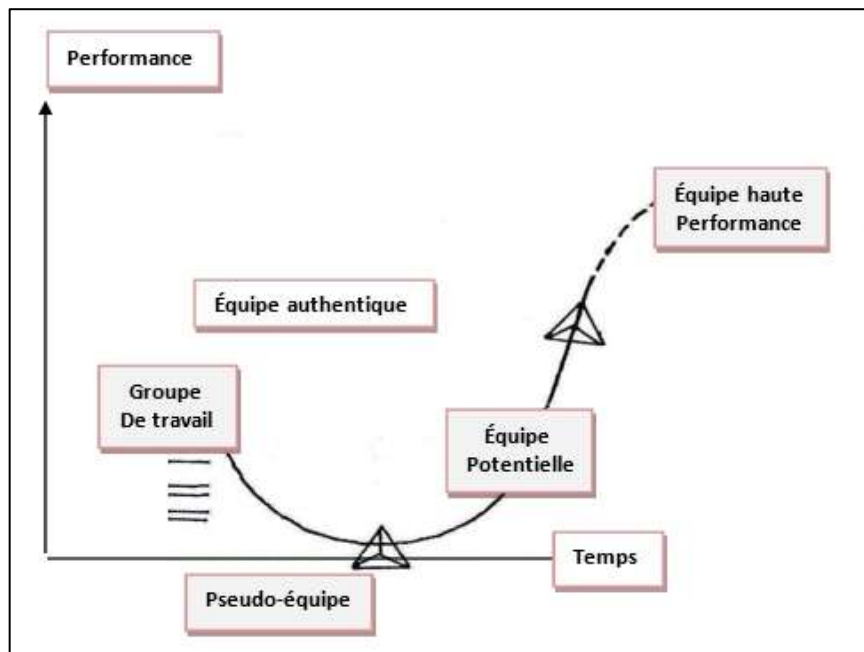 Performance
Équipe haute
Performance
Équipe authentique
Groupe
De travail
Équipe
Potentielle
Temps
Pseudo-équipe